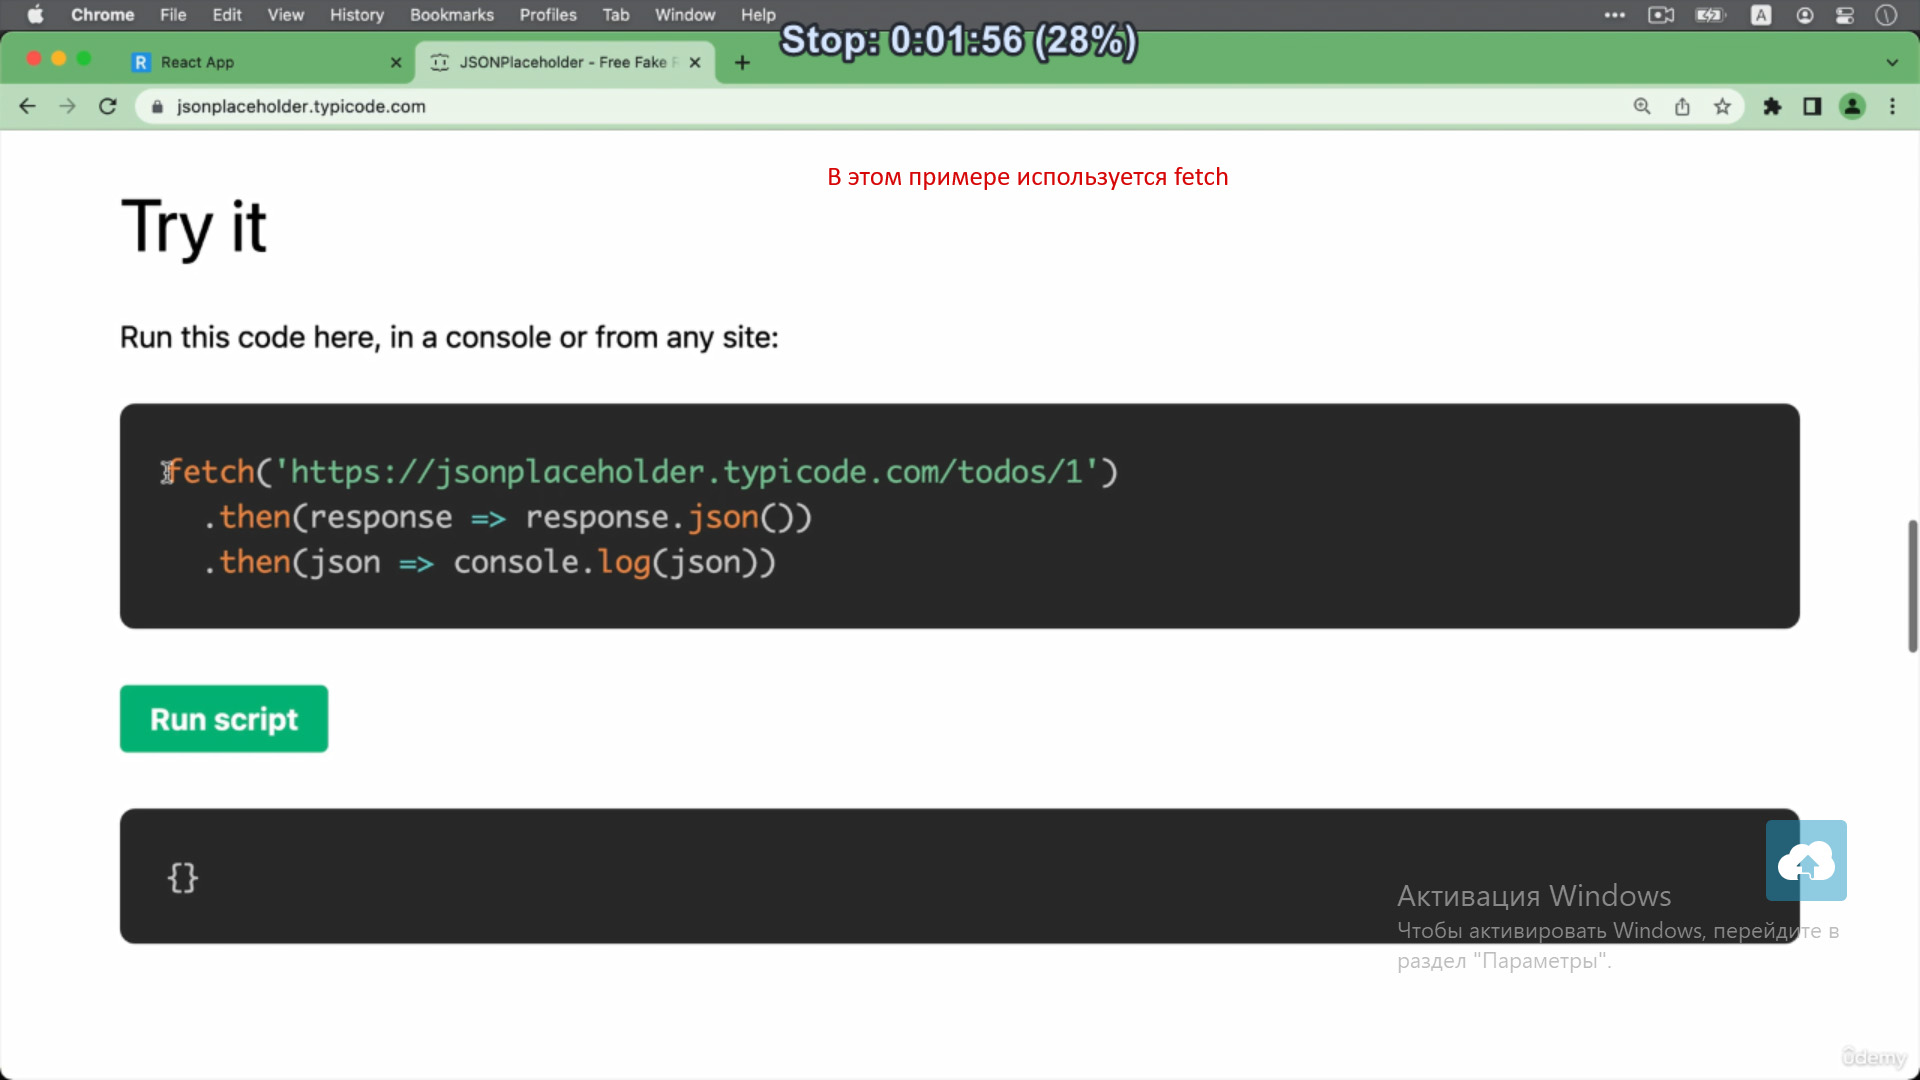 Chrome File Edit View History Bookmarks Profiles Tab Window Help
A
Stop: 0:01:56 (28%)
R React App
JSONPlaceholder - Free Fake
jsonplaceholder.typicode.com
В этом примере используется fetch
Try it
Run this code here, in a console or from any site:
fetch('https://jsonplaceholder.typicode.com/todos/1')
.then(response => response.json())
.then(json => console.log(json))
Run script
{}
Активация Windows
Чтобы активировать Windows, перейдите в
раздел "Параметры".
ûdemy